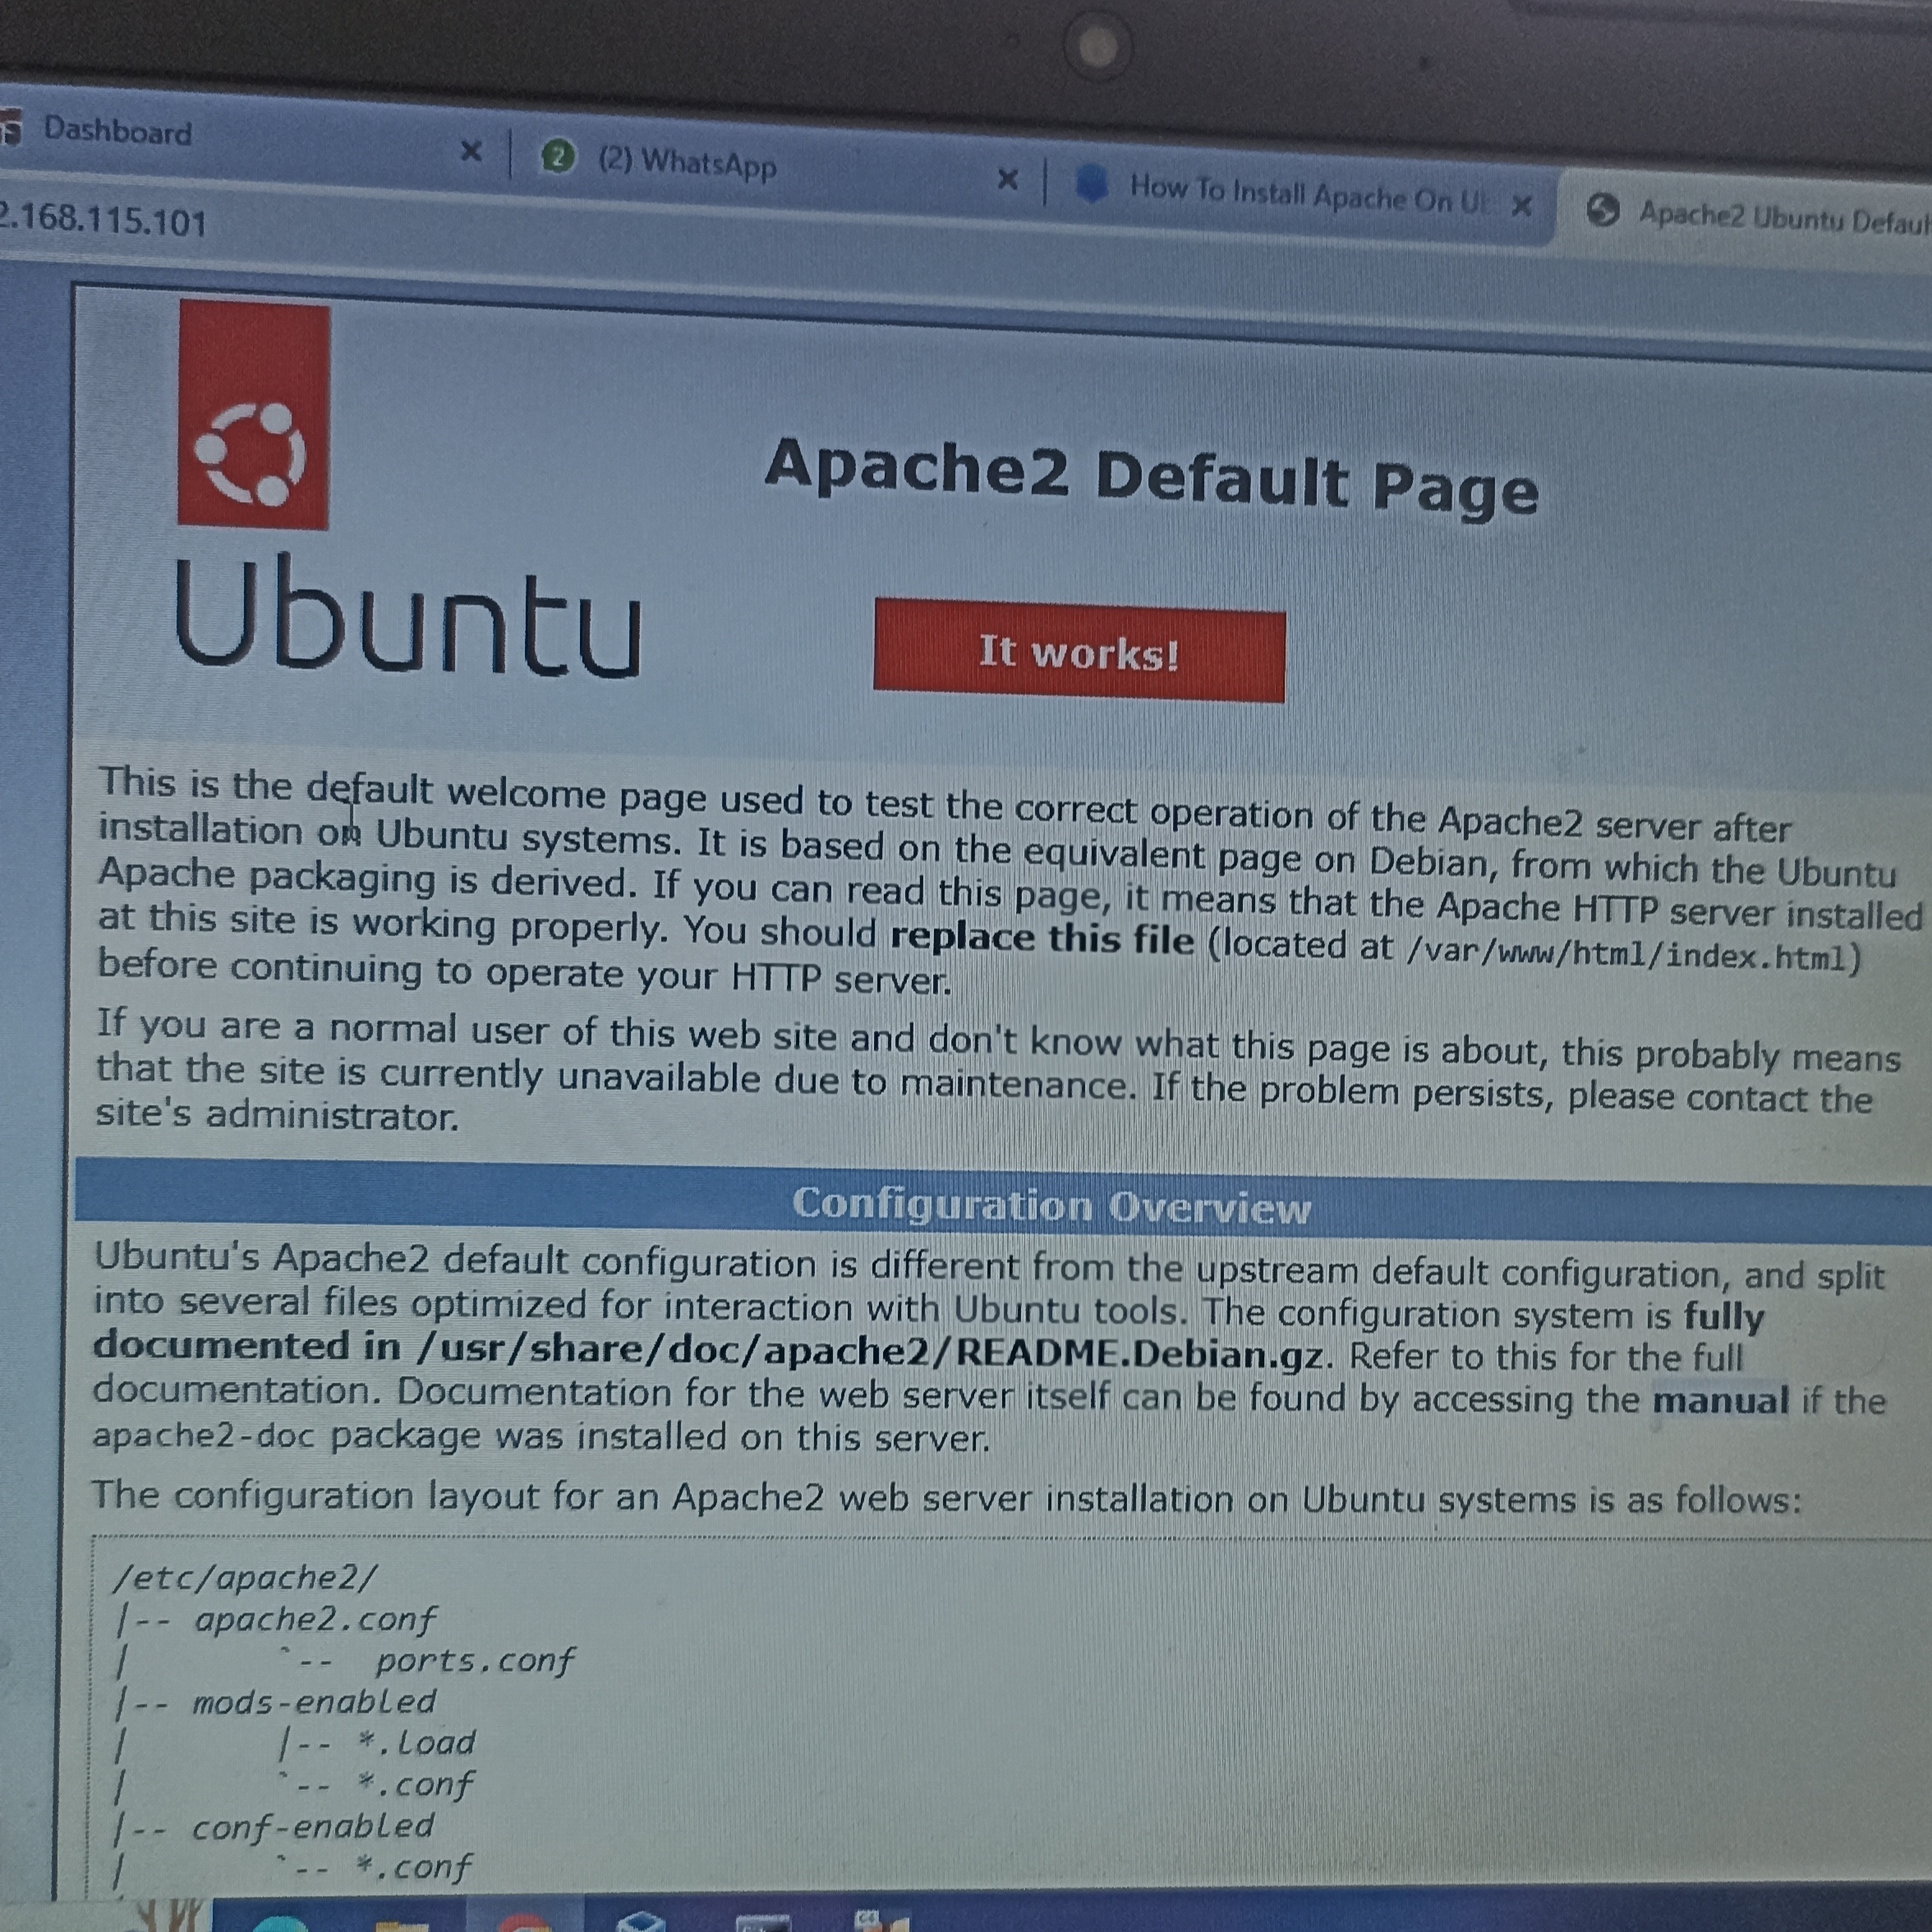 Dashboard
2
(2) WhatsApp
How To Install Apache On
Apache2 Ubuntu Defaul
2.168.115.101
Apache2 Default Page
Ubuntu
It works!
This is the default welcome page used to test the correct operation of the Apache2 server after
installation on Ubuntu systems. It is based on the equivalent page on Debian, from which the Ubuntu
Apache packaging is derived. If you can read this page, it means that the Apache HTTP server installed
at this site is working properly. You should replace this file (located at /var/www/html/index.html)
before continuing to operate your HTTP server.
If you are a normal user of this web site and don't know what this page is about, this probably means
that the site is currently unavailable due to maintenance. If the problem persists, please contact the
site's administrator.
Configuration Overview
Ubuntu's Apache2 default configuration is different from the upstream default configuration, and split
into several files optimized for interaction with Ubuntu tools. The configuration system is fully
documented in /usr/share/doc/apache2/README.Debian.gz. Refer to this for the full
documentation. Documentation for the web server itself can be found by accessing the manual if the
apache2-doc package was installed on this server.
The configuration layout for an Apache2 web server installation on Ubuntu systems is as follows:
/etc/apache2/
|-- apache2.conf
|       `--  ports.conf
|-- mods-enabled
|       |-- *.load
|       `-- *.conf
|-- conf-enabled
|       `-- *.conf